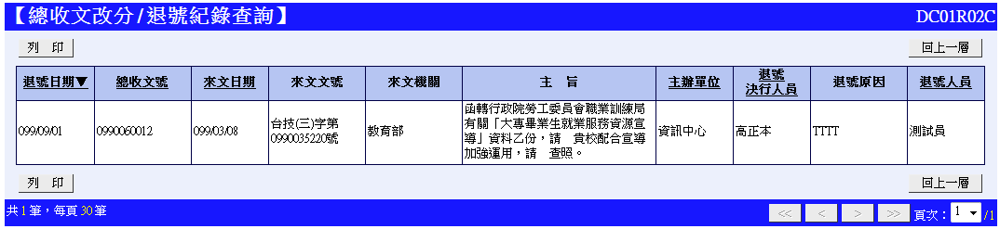 【總收文改分/退號紀錄查詢】 DC01R02C
列 印 回上一層
退號日期▼ 總收文號 來文日期 來文文號 來文機關 主 旨 主辦單位 退號決行人員 退號原因 退號人員
099/09/01 0990060012 099/03/08 台技(三)字第0990035220號 教育部 函轉行政院勞工委員會職業訓練局有關「大專畢業生就業服務資源宣導」資料乙份，請 貴校配合宣導加強運用，請 查照。 資訊中心 高正本 TTTT 測試員
列 印 回上一層
共 1 筆，每頁 30 筆 << < > >> 頁次： 1 /1